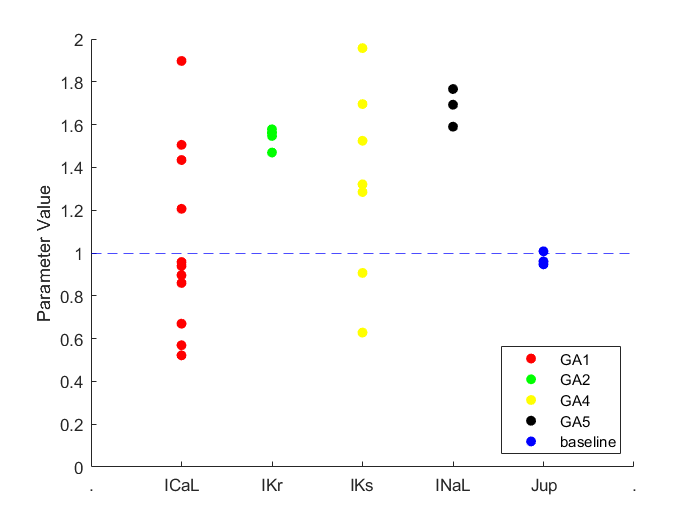 2
1.8
1.6
1.4
1.2
1
0.8
0.6
0.4
0.2
0
Parameter Value
. ICaL IKr IKs INaL Jup .
GA1
GA2
GA4
GA5
baseline